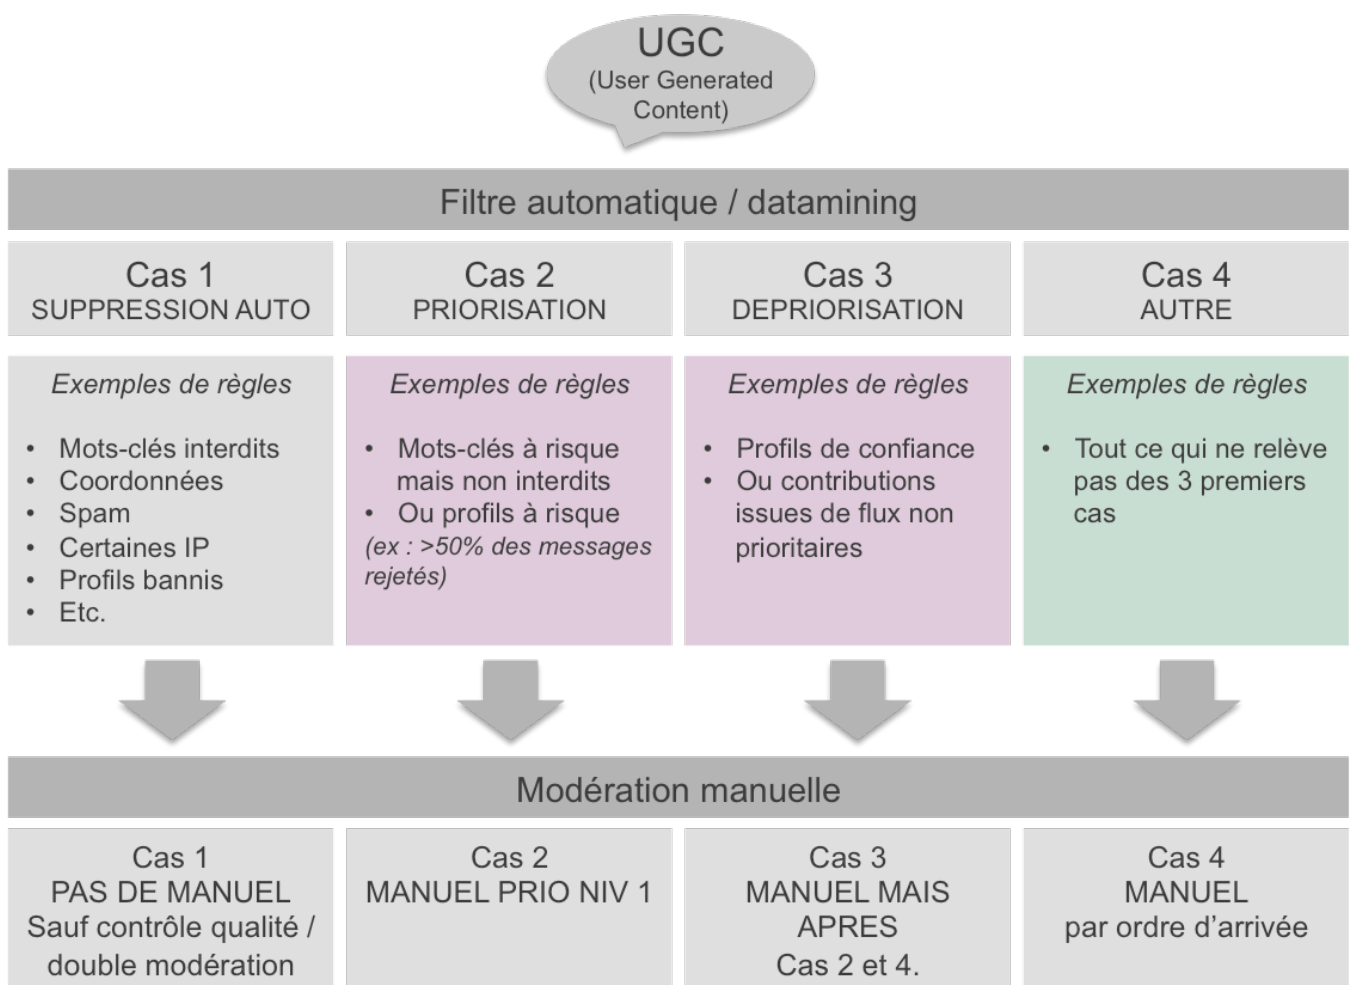 UGC
(User Generated
Content)
Filtre automatique / datamining
Cas 1
SUPPRESSION AUTO
Cas 2
PRIORISATION
Cas 3
DEPRIORISATION
Cas 4
AUTRE
Exemples de règles
• Mots-clés interdits
• Coordonnées
• Spam
• Certaines IP
• Profils bannis
• Etc.
Exemples de règles
• Mots-clés à risque
mais non interdits
• Ou profils à risque
(ex : >50% des messages
rejetés)
Exemples de règles
• Profils de confiance
• Ou contributions
issues de flux non
prioritaires
Exemples de règles
• Tout ce qui ne relève
pas des 3 premiers
cas
Modération manuelle
Cas 1
PAS DE MANUEL
Sauf contrôle qualité /
double modération
Cas 2
MANUEL PRIO NIV 1
Cas 3
MANUEL MAIS
APRES
Cas 2 et 4.
Cas 4
MANUEL
par ordre d’arrivée